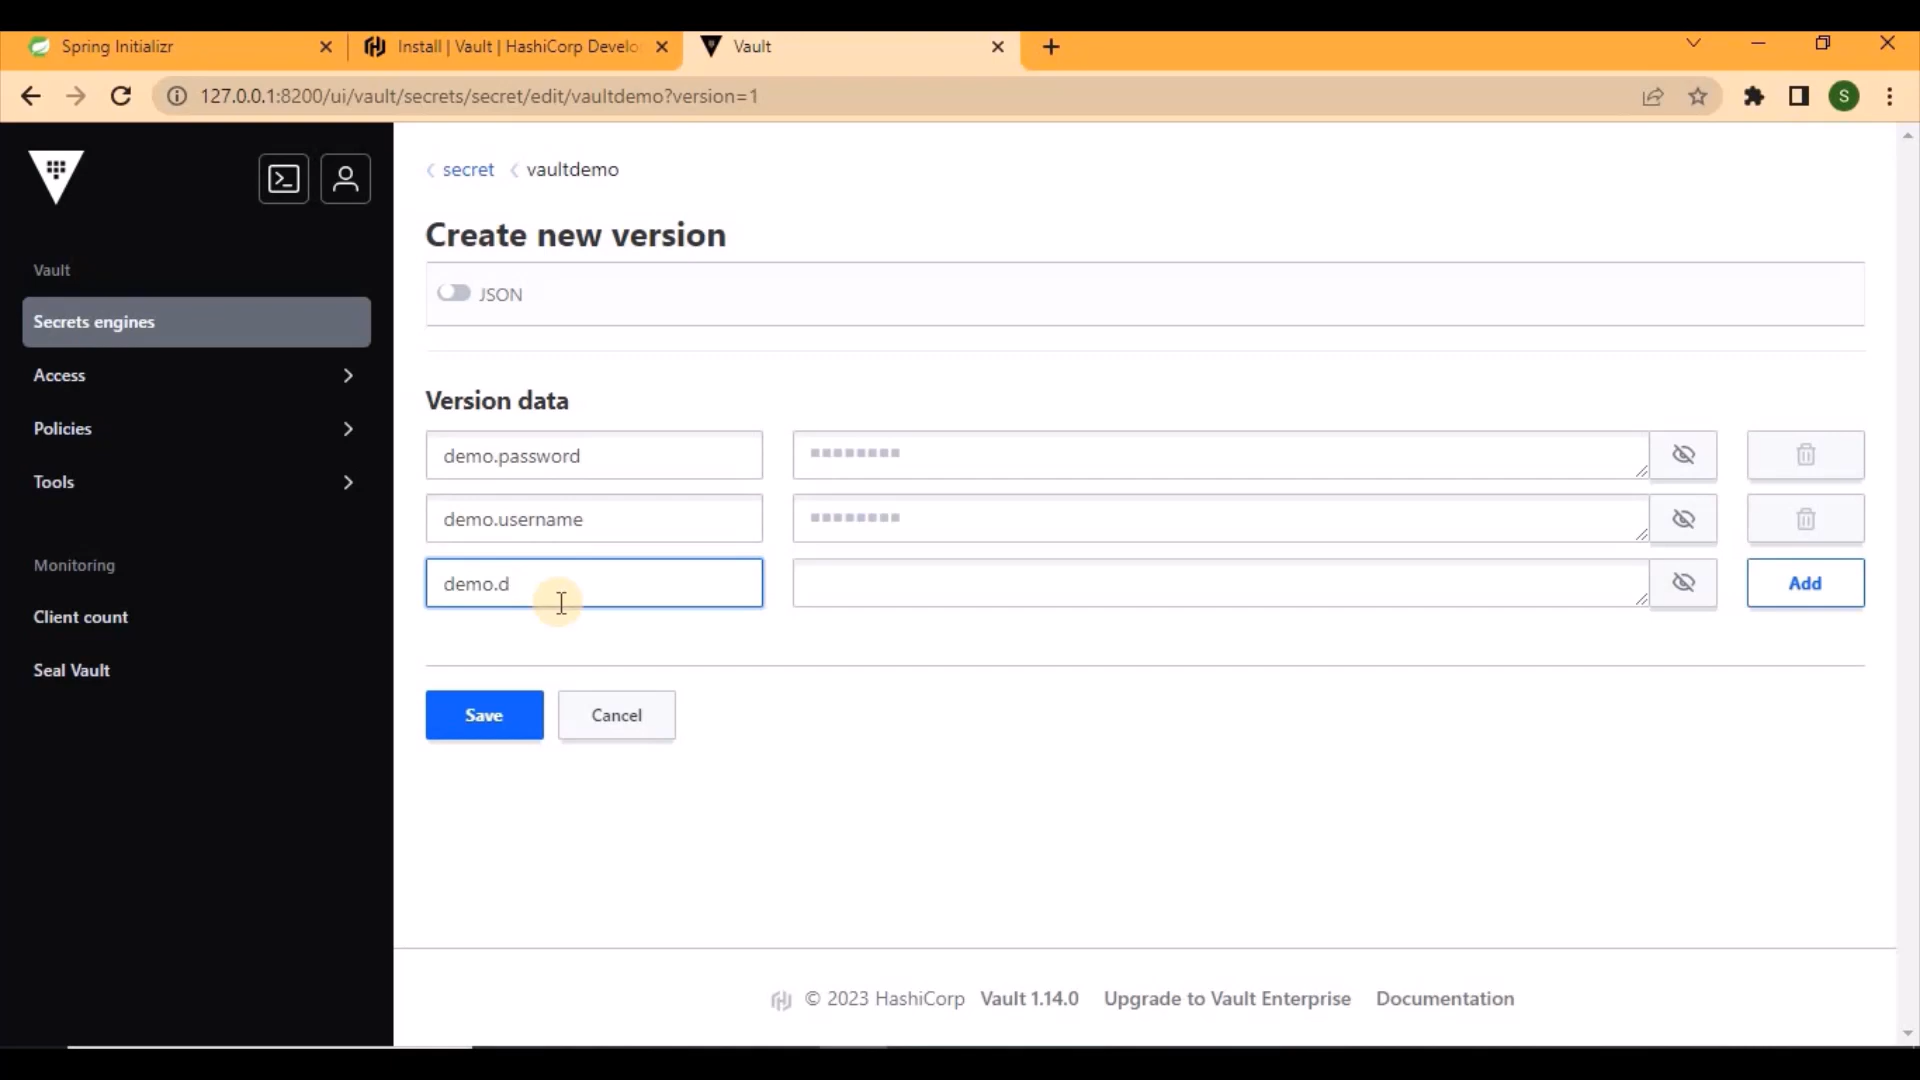 Spring Initializr
Install | Vault | HashiCorp Develo
Vault
127.0.0.1:8200/ui/vault/secrets/secret/edit/vaultdemo?version=1
S
Vault
Secrets engines
Access
Policies
Tools
Monitoring
Client count
Seal Vault
secret vaultdemo
Create new version
JSON
Version data
demo.password
demo.username
demo.d
Add
Save Cancel
© 2023 HashiCorp Vault 1.14.0 Upgrade to Vault Enterprise Documentation